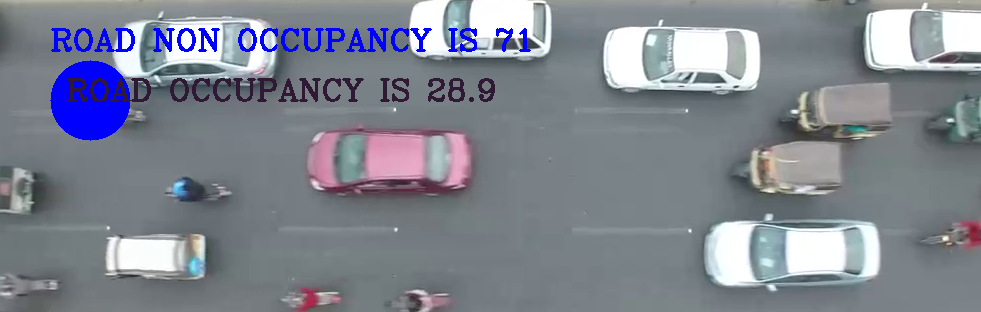 ROAD NON OCCUPANCY IS 71
ROAD OCCUPANCY IS 28.9